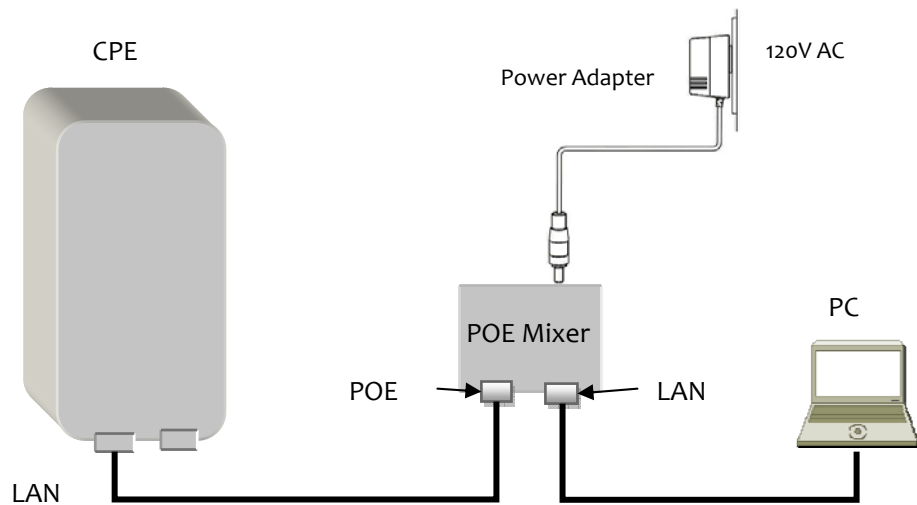 CPE
120V AC
Power Adapter
POE Mixer
PC
POE
LAN
LAN